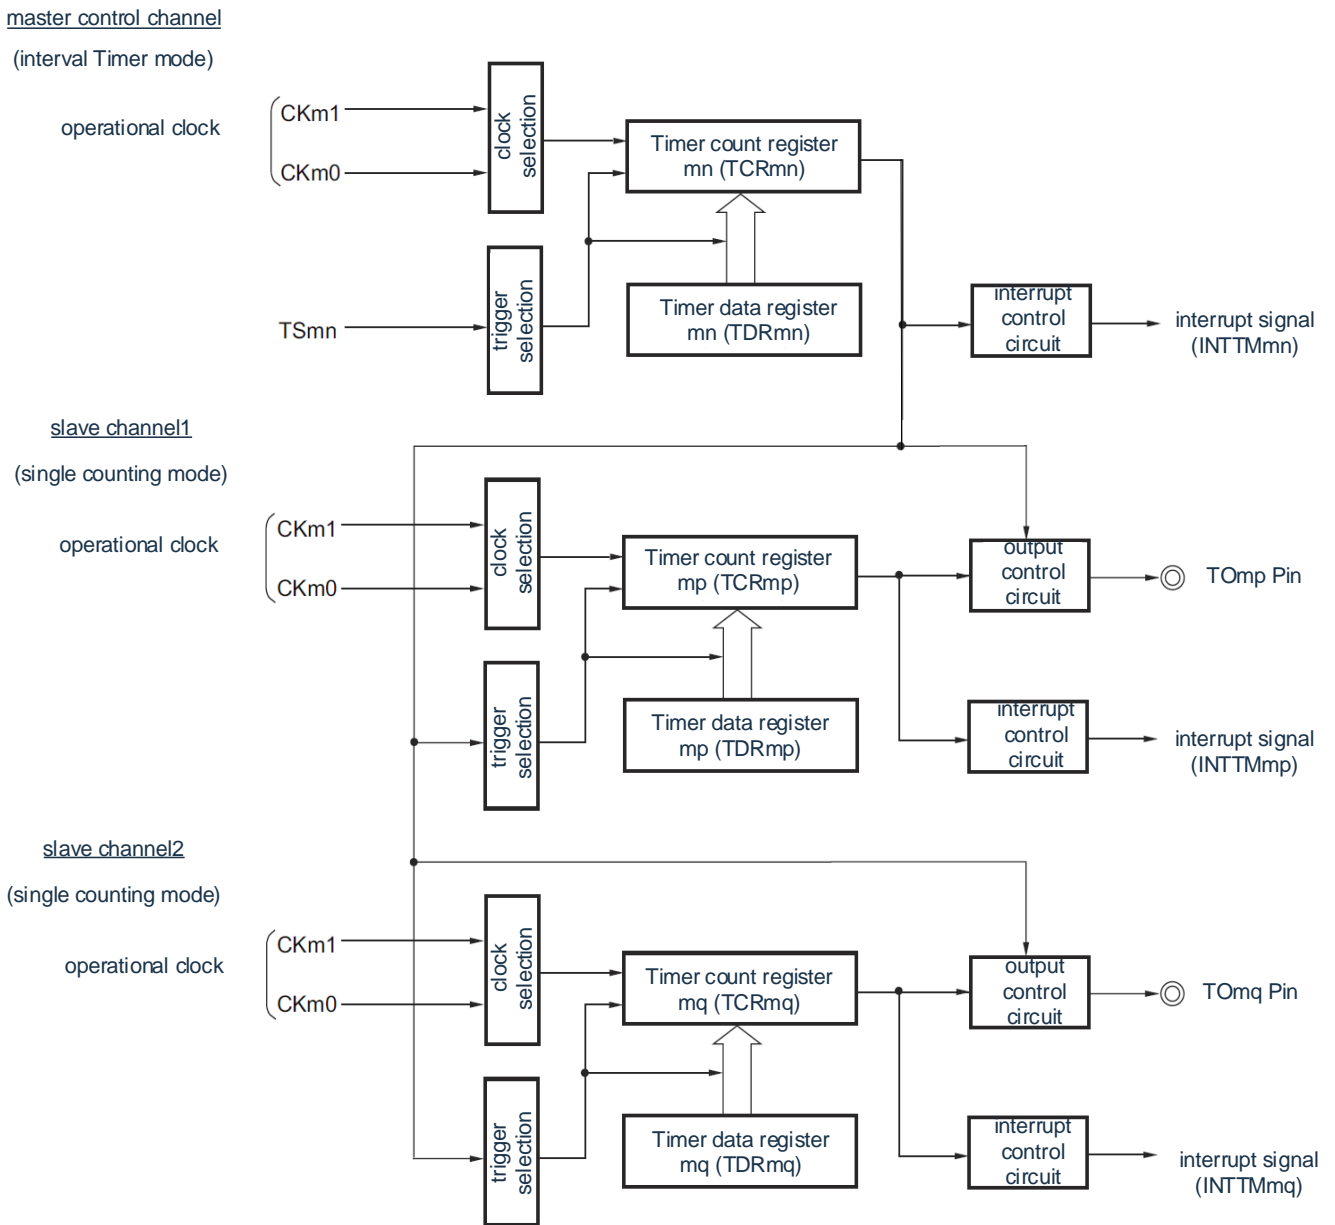 master control channel
(interval Timer mode)
operational clock
CKm1
CKm0
clock
selection
Timer count register
mn (TCRmn)
TSmn
trigger
selection
Timer data register
mn (TDRmn)
interrupt
control
circuit
interrupt signal
(INTTMmn)
slave channel1
(single counting mode)
operational clock
CKm1
CKm0
clock
selection
Timer count register
mp (TCRmp)
output
control
circuit
TOmp Pin
trigger
selection
Timer data register
mp (TDRmp)
interrupt
control
circuit
interrupt signal
(INTTMmp)
slave channel2
(single counting mode)
operational clock
CKm1
CKm0
clock
selection
Timer count register
mq (TCRmq)
output
control
circuit
TOmq Pin
trigger
selection
Timer data register
mq (TDRmq)
interrupt
control
circuit
interrupt signal
(INTTMmq)